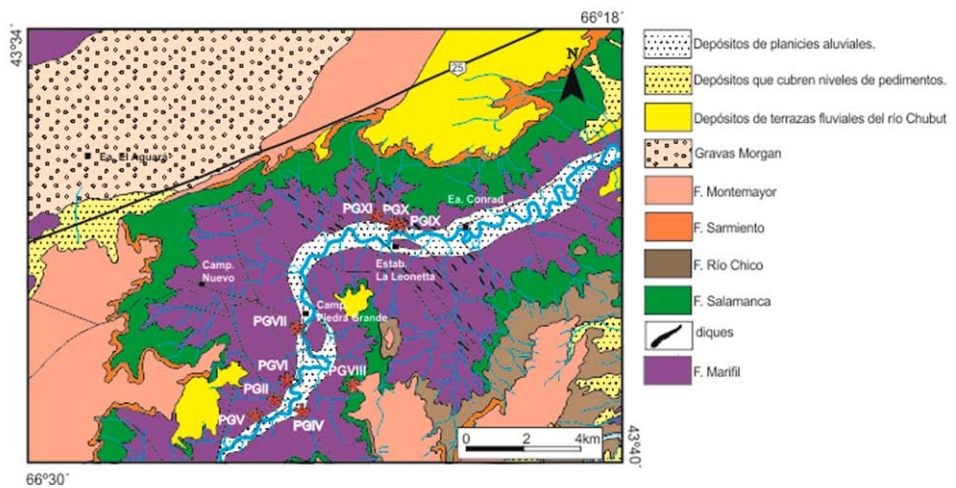 66º18´
43º34´
N
25
Ea. El Aguará
Ea. Conrad
PGXI
PGX
PGIX
Camp.
Nuevo
Estab.
La Leonetta
Camp.
Piedra Grande
PGVII
PGVI
PGVIII
PGII
PGV
PGIV
0 2 4km
43º40´
66º30´
Depósitos de planicies aluviales.
Depósitos que cubren niveles de pedimentos.
Depósitos de terrazas fluviales del río Chubut
Gravas Morgan
F. Montemayor
F. Sarmiento
F. Río Chico
F. Salamanca
diques
F. Marifil